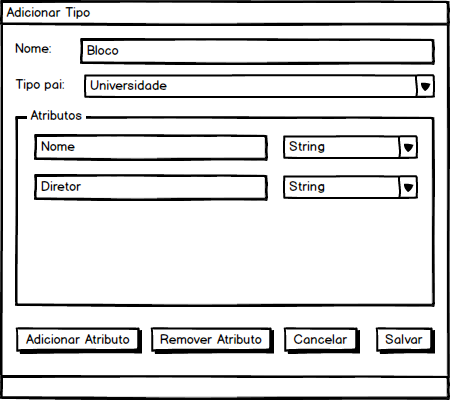 Adicionar Tipo
Nome: Bloco
Tipo pai: Universidade
Atributos
Nome String
Diretor String
Adicionar Atributo Remover Atributo Cancelar Salvar